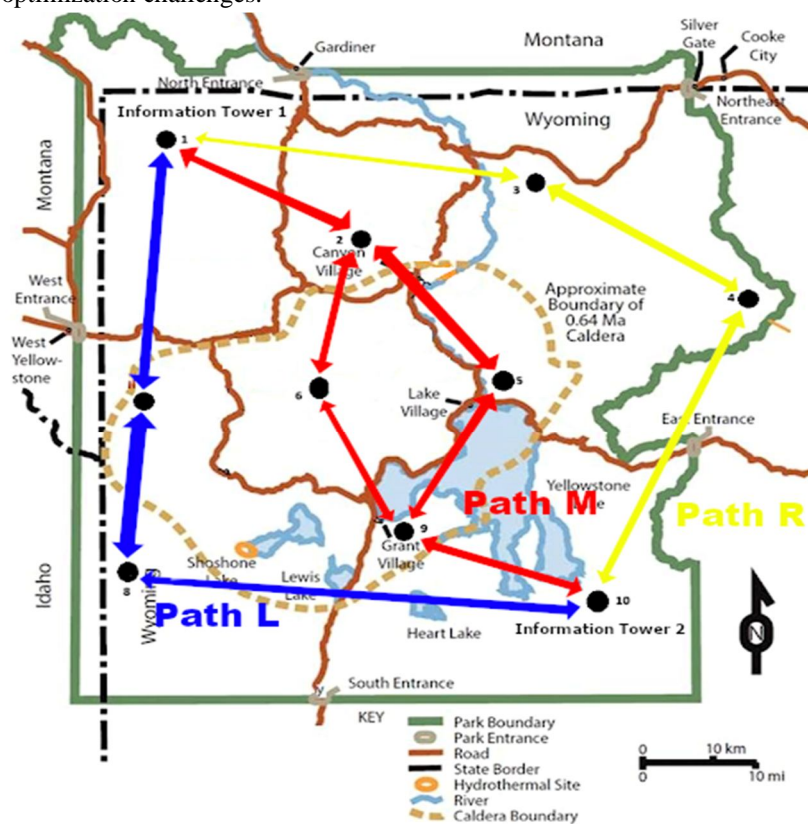 optimization challenges.
Gardiner
Montana
Silver
Gate
Cooke
City
North Entrance
Northeast
Entrance
Information Tower 1
Wyoming
1
Montana
3
2
Canyon
Village
West
Entrance
Approximate
Boundary of
0.64 Ma
Caldera
4
West
Yellow-
stone
6
5
Lake
Village
East Entrance
Yellowstone
Path M
Path R
9
Grant
Village
Shoshone
Lake
Lewis
Lake
Idaho
Wyoming
8
Path L
10
Heart Lake
Information Tower 2
N
South Entrance
KEY
Park Boundary
Park Entrance
Road
State Border
Hydrothermal Site
River
Caldera Boundary
0 10 km
0 10 mi